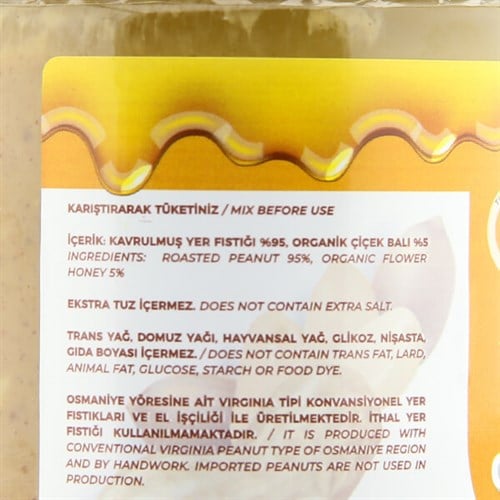 KARIŞTIRARAK TÜKETİNİZ / MIX BEFORE USE
İÇERİK: KAVRULMUŞ YER FISTIĞI %95, ORGANİK ÇİÇEK BALI %5
INGREDIENTS: ROASTED PEANUT 95%, ORGANIC FLOWER
HONEY 5%
EKSTRA TUZ İÇERMEZ. DOES NOT CONTAIN EXTRA SALT.
TRANS YAĞ, DOMUZ YAĞI, HAYVANSAL YAĞ, GLİKOZ, NİŞASTA,
GIDA BOYASI İÇERMEZ. / DOES NOT CONTAIN TRANS FAT, LARD,
ANIMAL FAT, GLUCOSE, STARCH OR FOOD DYE.
OSMANİYE YÖRESİNE AİT VIRGINIA TİPİ KONVANSİYONEL YER
FISTIKLARI VE EL İŞÇİLİĞİ İLE ÜRETİLMEKTEDİR. İTHAL YER
FISTIĞI KULLANILMAMAKTADIR. / IT IS PRODUCED WITH
CONVENTIONAL VIRGINIA PEANUT TYPE OF OSMANIYE REGION
AND BY HANDWORK. IMPORTED PEANUTS ARE NOT USED IN
PRODUCTION.